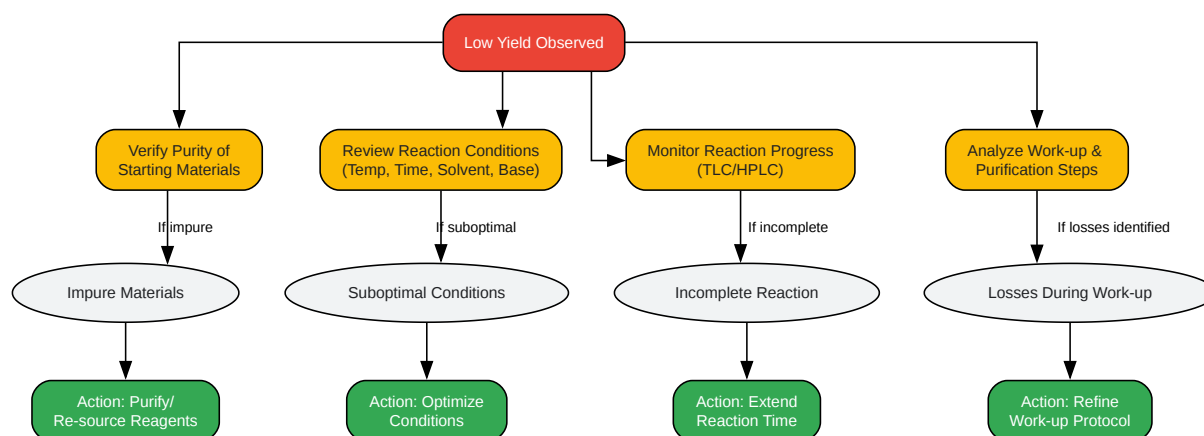 Low Yield Observed
Verify Purity of
Starting Materials
Review Reaction Conditions
(Temp, Time, Solvent, Base)
Monitor Reaction Progress
(TLC/HPLC)
Analyze Work-up &
Purification Steps
If impure
If suboptimal
If incomplete
If losses identified
Impure Materials
Suboptimal Conditions
Incomplete Reaction
Losses During Work-up
Action: Purify/
Re-source Reagents
Action: Optimize
Conditions
Action: Extend
Reaction Time
Action: Refine
Work-up Protocol